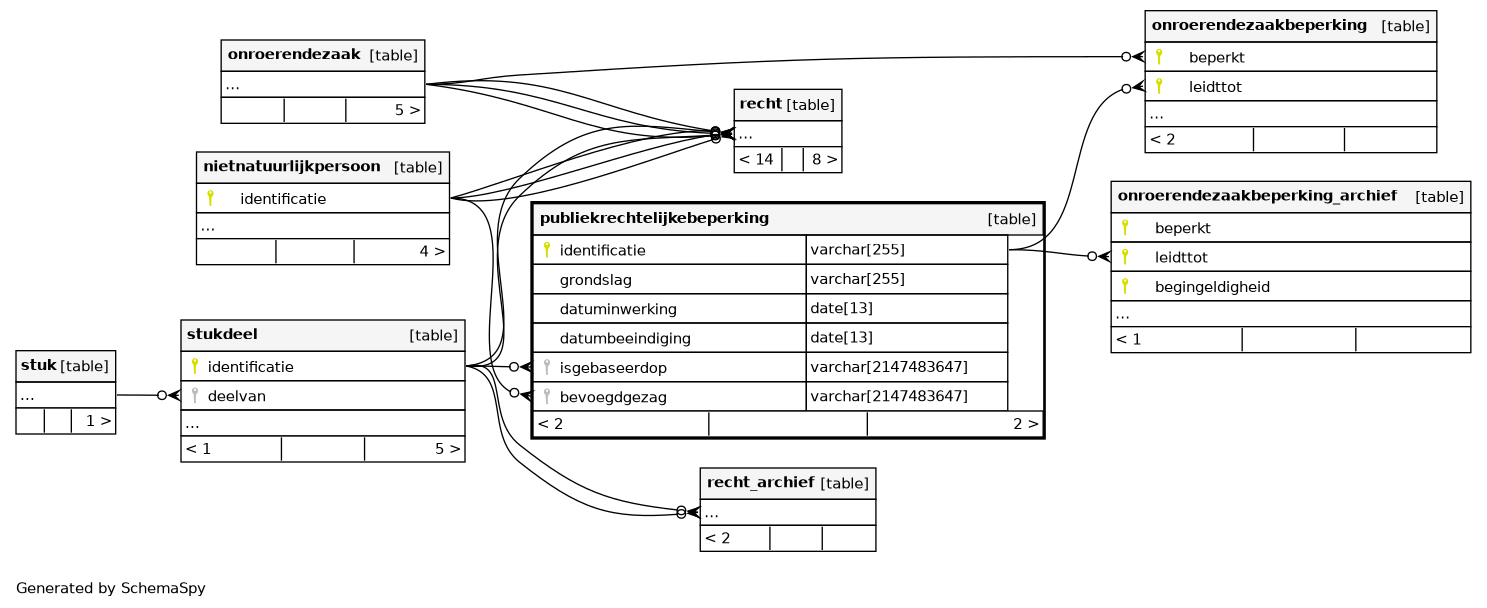 onroerendezaak [table]
...
5 >
nietnatuurlijkpersoon [table]
identificatie
...
4 >
stuk [table]
...
1 >
stukdeel [table]
identificatie
deelvan
...
< 1 5 >
recht [table]
...
< 14 8 >
publiekrechtelijkebeperking [table]
identificatie varchar[255]
grondslag varchar[255]
datuminwerking date[13]
datumbeeindiging date[13]
isgebaseerdop varchar[2147483647]
bevoegdgezag varchar[2147483647]
< 2 2 >
recht_archief [table]
...
< 2
onroerendezaakbeperking [table]
beperkt
leidttot
...
< 2
onroerendezaakbeperking_archief [table]
beperkt
leidttot
begingeldigheid
...
< 1
Generated by SchemaSpy